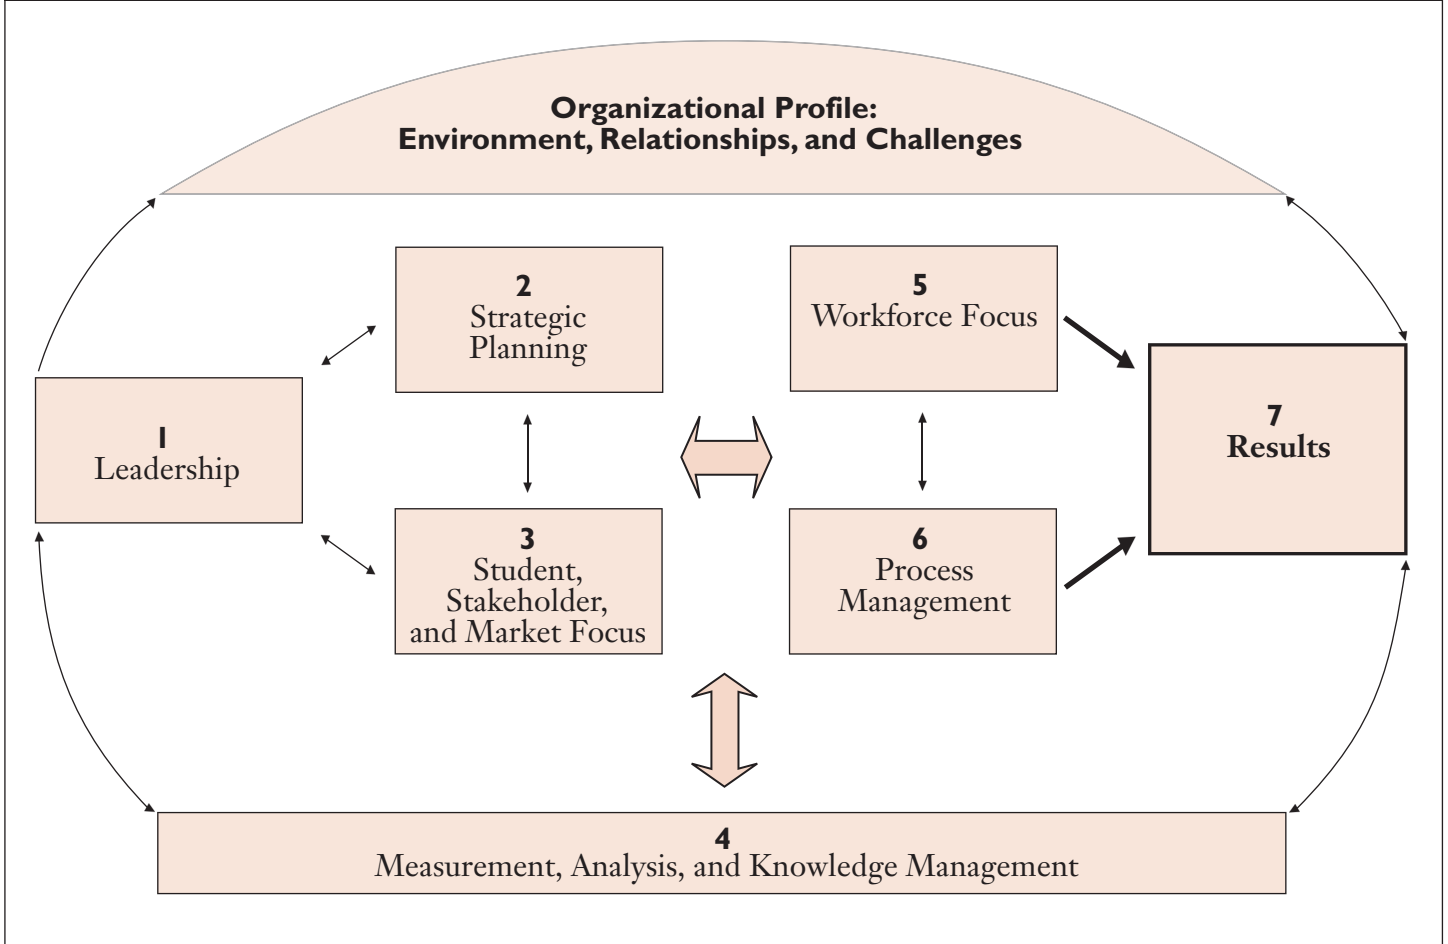 Organizational Profile:
Environment, Relationships, and Challenges
1
Leadership
2
Strategic
Planning
3
Student,
Stakeholder,
and Market Focus
5
Workforce Focus
6
Process
Management
7
Results
4
Measurement, Analysis, and Knowledge Management